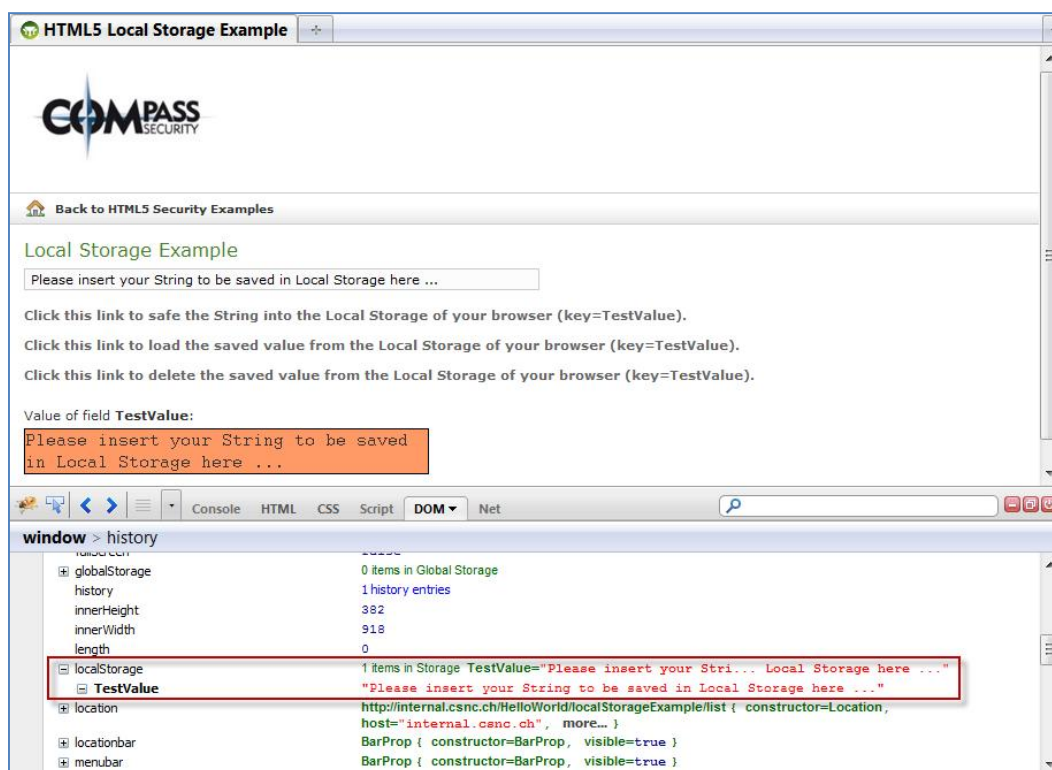 HTML5 Local Storage Example
COMPASS
SECURITY
Back to HTML5 Security Examples
Local Storage Example
Please insert your String to be saved in Local Storage here ...
Click this link to safe the String into the Local Storage of your browser (key=TestValue).
Click this link to load the saved value from the Local Storage of your browser (key=TestValue).
Click this link to delete the saved value from the Local Storage of your browser (key=TestValue).
Value of field TestValue:
Please insert your String to be saved
in Local Storage here ...
Console HTML CSS Script DOM Net
window > history
fullScreen false
globalStorage 0 items in Global Storage
history 1 history entries
innerHeight 382
innerWidth 918
length 0
localStorage 1 items in Storage TestValue="Please insert your Stri... Local Storage here ..."
TestValue "Please insert your String to be saved in Local Storage here ..."
location http://internal.csnc.ch/HelloWorld/localStorageExample/list { constructor=Location,
host="internal.csnc.ch", more... }
locationbar BarProp { constructor=BarProp, visible=true }
menubar BarProp { constructor=BarProp, visible=true }